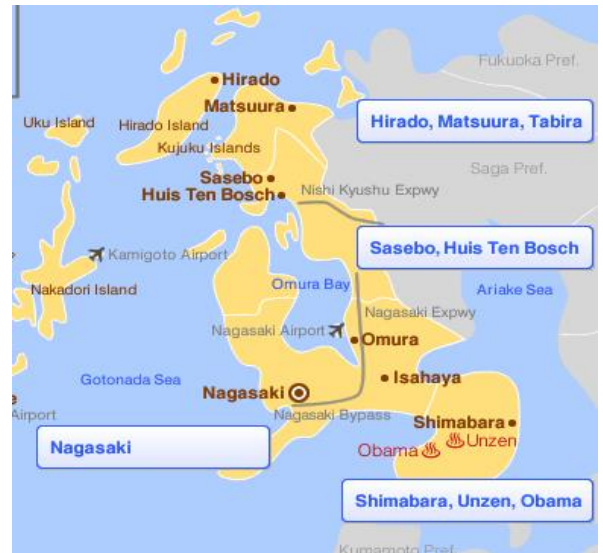 Hirado
Fukuoka Pref.
Matsuura
Uku Island
Hirado Island
Hirado, Matsuura, Tabira
Kujuku Islands
Saga Pref.
Sasebo
Huis Ten Bosch
Nishi Kyushu Expwy
Kamigoto Airport
Sasebo, Huis Ten Bosch
Nakadori Island
Omura Bay
Ariake Sea
Nagasaki Expwy
Nagasaki Airport
Omura
Gotonada Sea
Isahaya
Nagasaki
e
Airport
Nagasaki Bypass
Shimabara
Nagasaki
Unzen
Obama
Shimabara, Unzen, Obama
Kumamoto Pref.